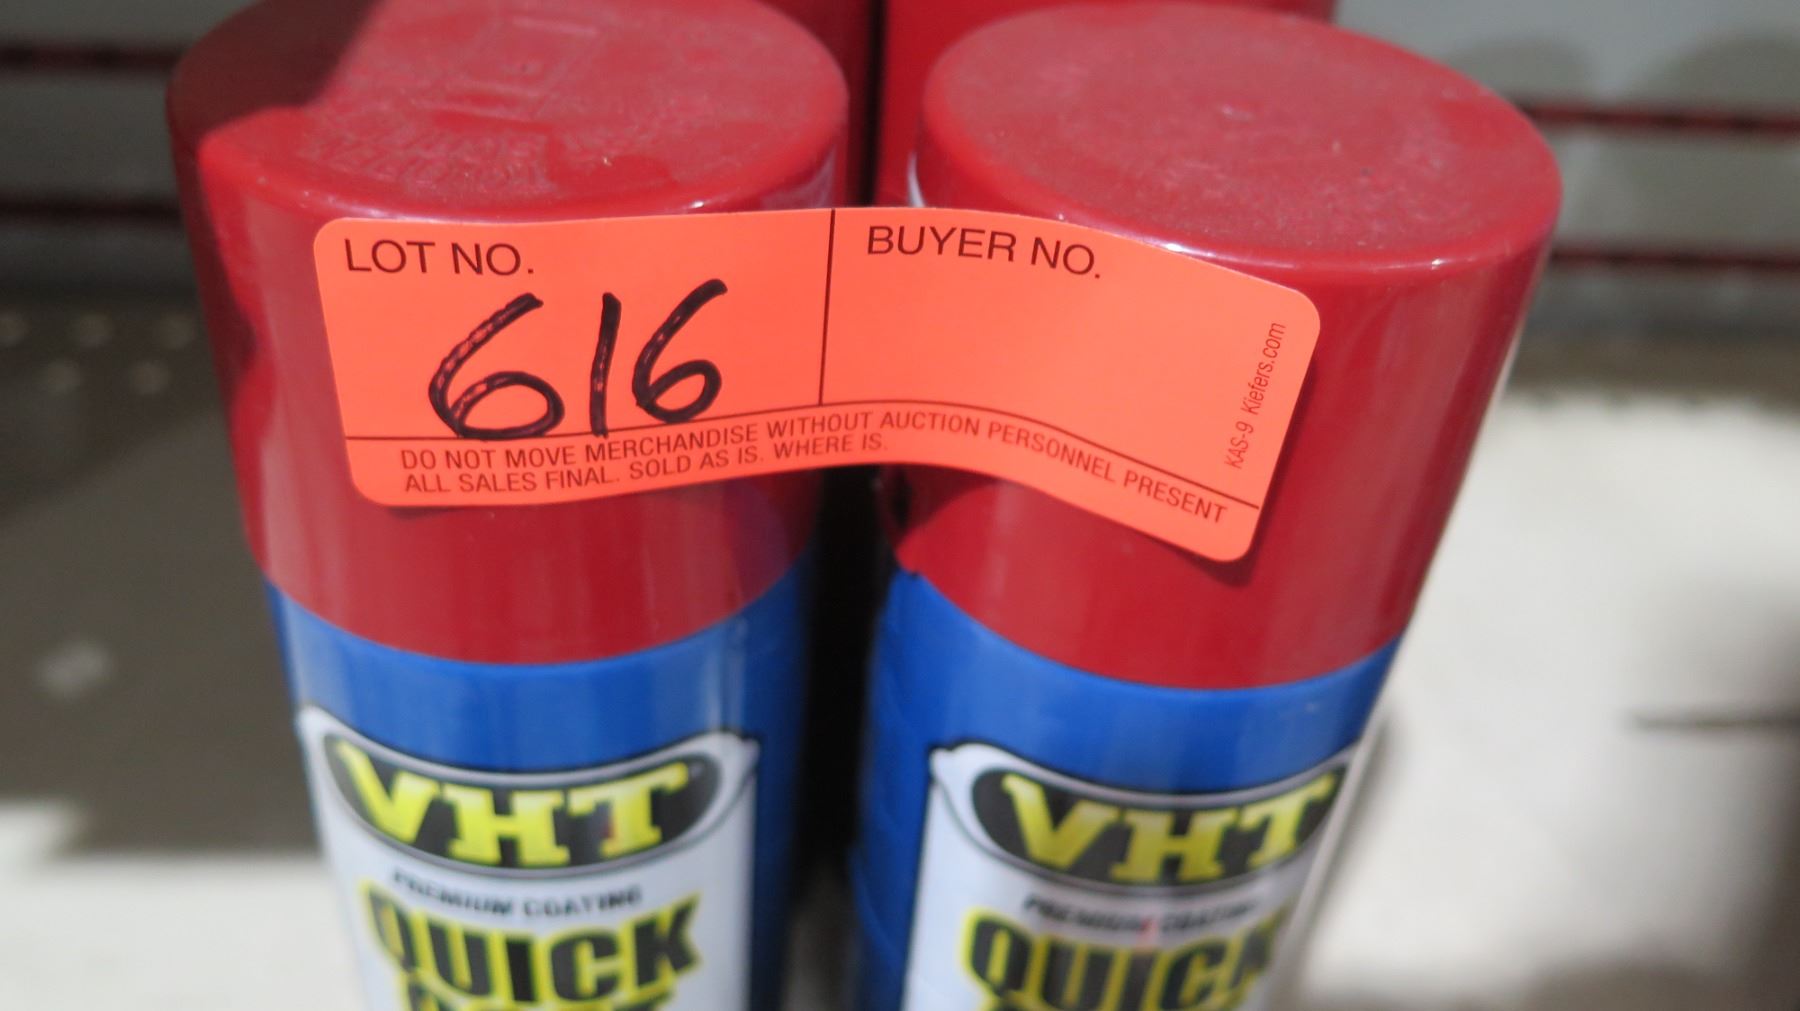 LOT NO.
616
BUYER NO.
DO NOT MOVE MERCHANDISE WITHOUT AUCTION PERSONNEL PRESENT
ALL SALES FINAL. SOLD AS IS. WHERE IS.
KAS-9 Kiefers.com
VHT
PREMIUM COATING
QUICK
VHT
PREMIUM COATING
QUICK